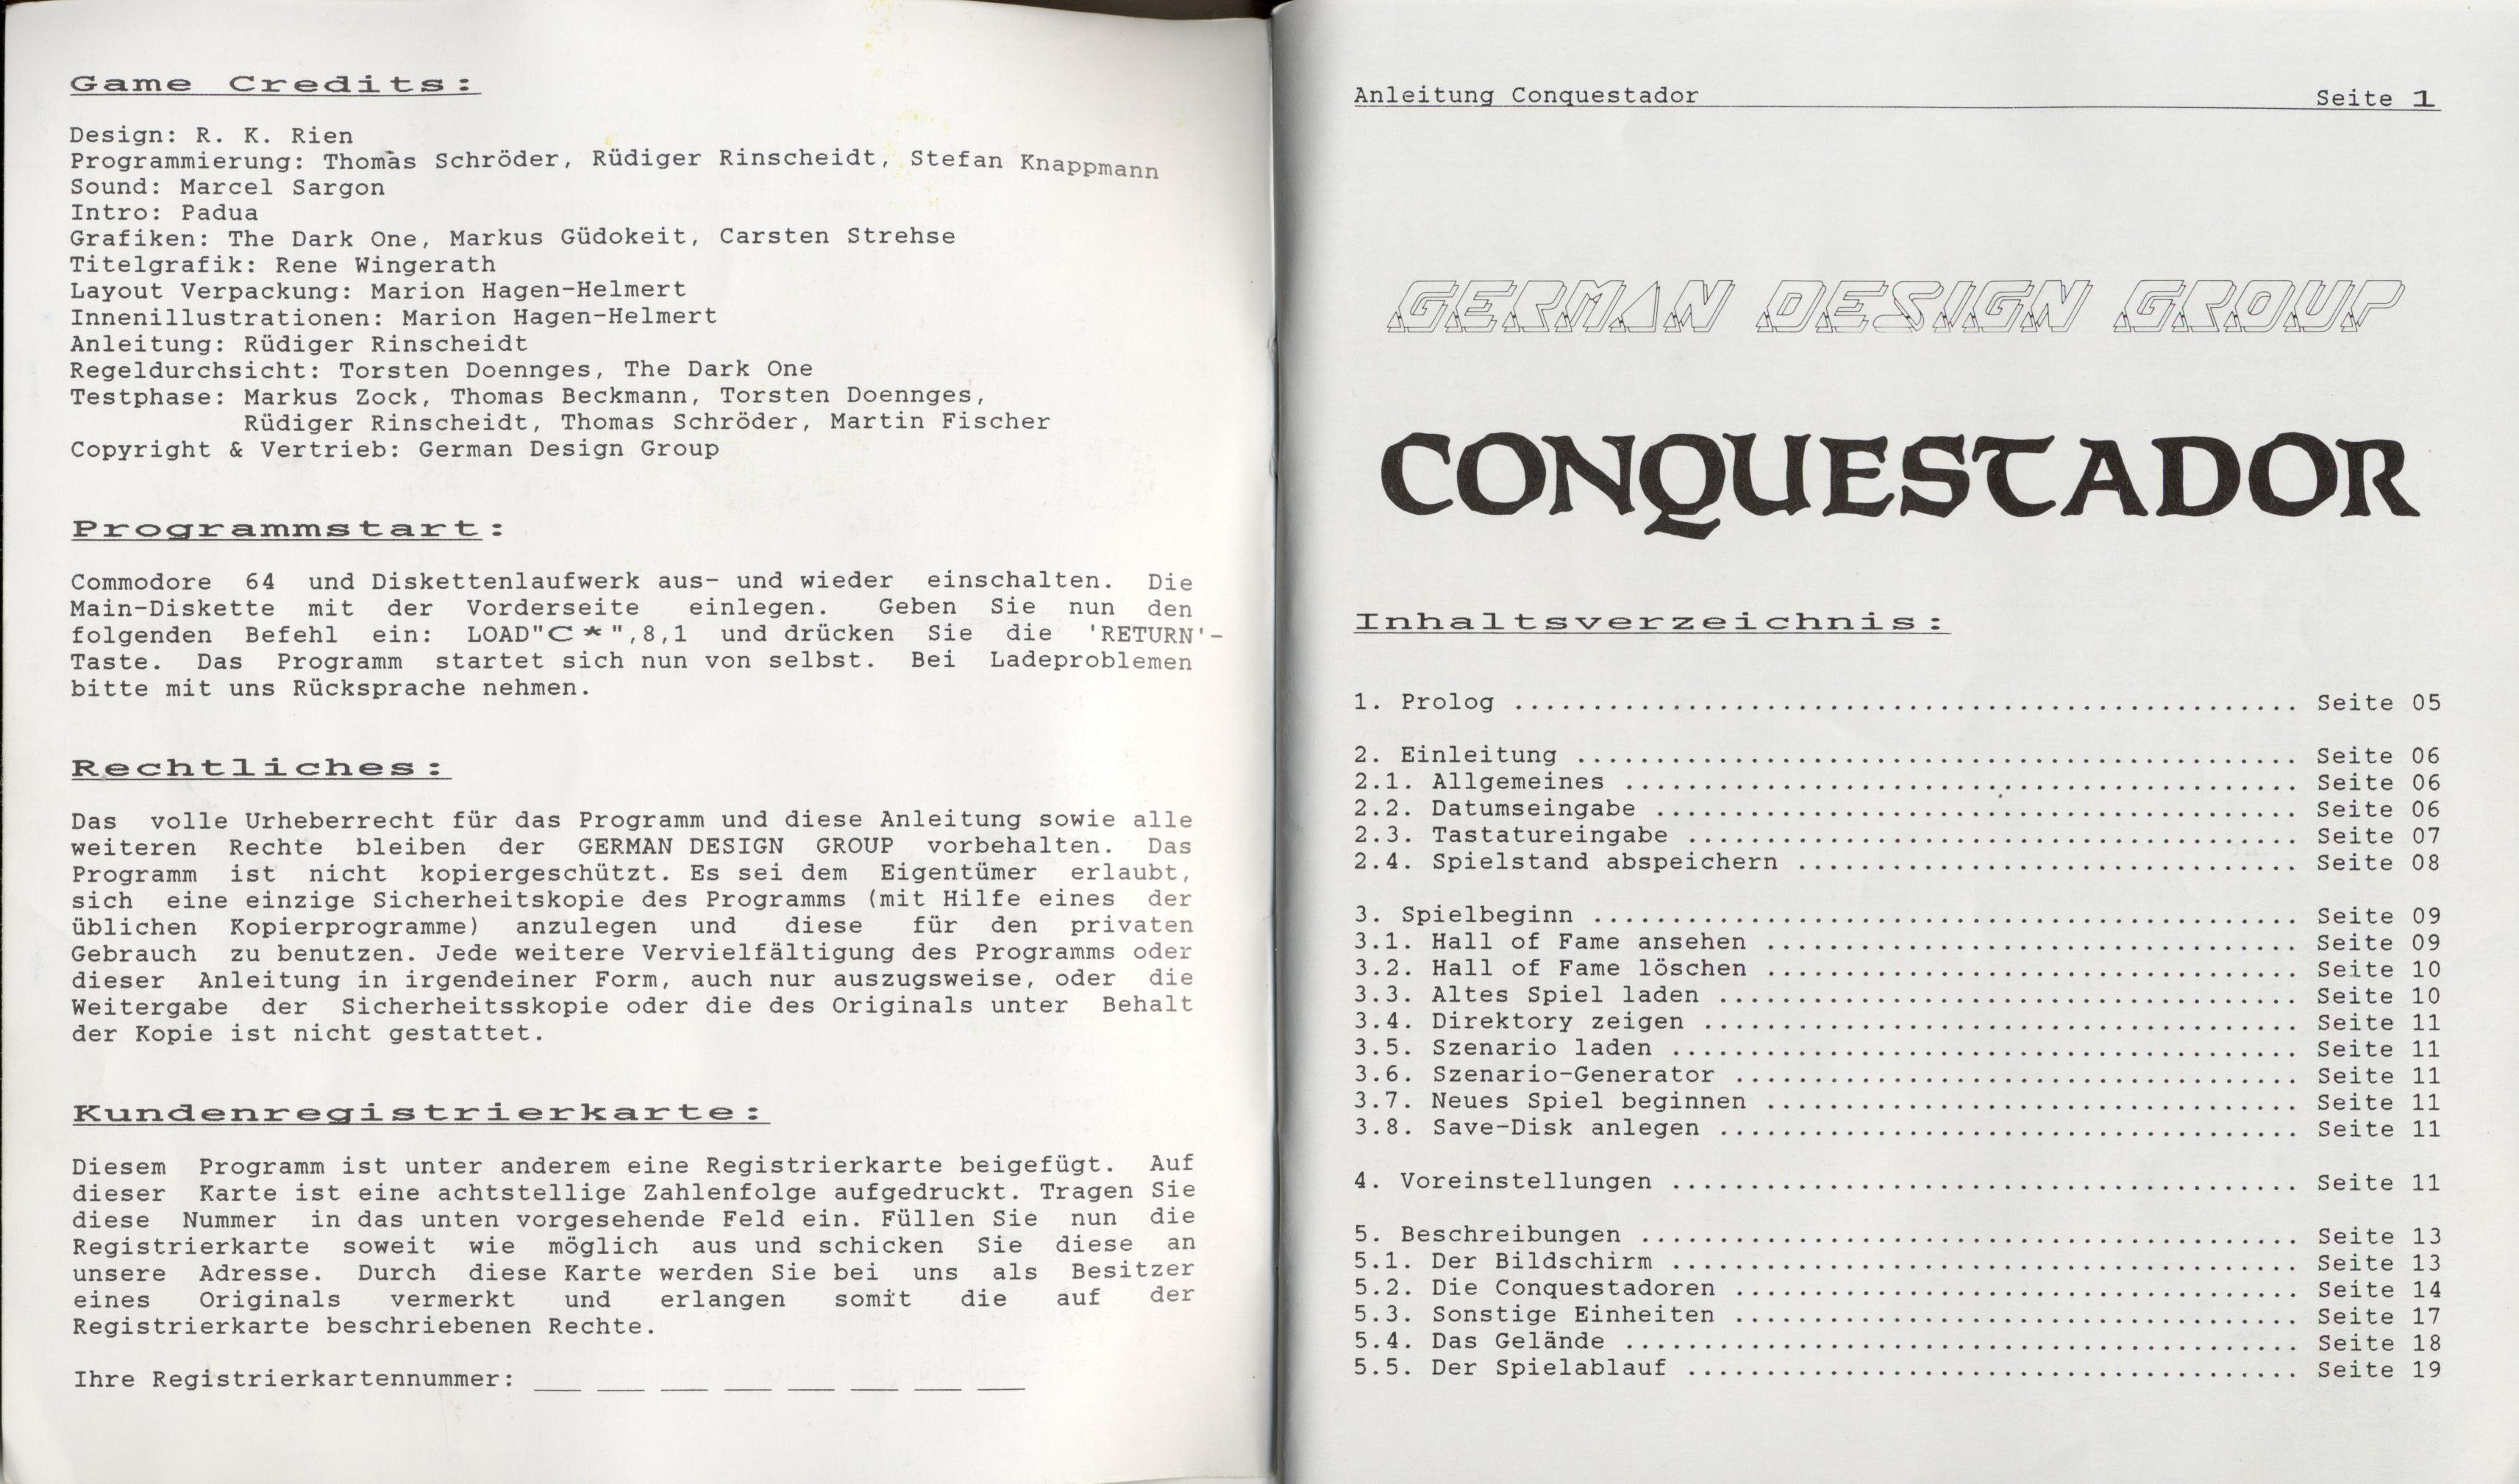 Game Credits:
Design: R. K. Rien
Programmierung: Thomas Schröder, Rüdiger Rinscheidt, Stefan Knappmann
Sound: Marcel Sargon
Intro: Padua
Grafiken: The Dark One, Markus Güdokeit, Carsten Strehse
Titelgrafik: Rene Wingerath
Layout Verpackung: Marion Hagen-Helmert
Innenillustrationen: Marion Hagen-Helmert
Anleitung: Rüdiger Rinscheidt
Regeldurchsicht: Torsten Doennges, The Dark One
Testphase: Markus Zock, Thomas Beckmann, Torsten Doennges,
Rüdiger Rinscheidt, Thomas Schröder, Martin Fischer
Copyright & Vertrieb: German Design Group
Programmstart:
Commodore 64 und Diskettenlaufwerk aus- und wieder einschalten. Die
Main-Diskette mit der Vorderseite einlegen. Geben Sie nun den
folgenden Befehl ein: LOAD"C*",8,1 und drücken Sie die 'RETURN'-
Taste. Das Programm startet sich nun von selbst. Bei Ladeproblemen
bitte mit uns Rücksprache nehmen.
Rechtliches:
Das volle Urheberrecht für das Programm und diese Anleitung sowie alle
weiteren Rechte bleiben der GERMAN DESIGN GROUP vorbehalten. Das
Programm ist nicht kopiergeschützt. Es sei dem Eigentümer erlaubt,
sich eine einzige Sicherheitskopie des Programms (mit Hilfe eines der
üblichen Kopierprogramme) anzulegen und diese für den privaten
Gebrauch zu benutzen. Jede weitere Vervielfältigung des Programms oder
dieser Anleitung in irgendeiner Form, auch nur auszugsweise, oder die
Weitergabe der Sicherheitsskopie oder die des Originals unter Behalt
der Kopie ist nicht gestattet.
Kundenregistrierkarte:
Diesem Programm ist unter anderem eine Registrierkarte beigefügt. Auf
dieser Karte ist eine achtstellige Zahlenfolge aufgedruckt. Tragen Sie
diese Nummer in das unten vorgesehende Feld ein. Füllen Sie nun die
Registrierkarte soweit wie möglich aus und schicken Sie diese an
unsere Adresse. Durch diese Karte werden Sie bei uns als Besitzer
eines Originals vermerkt und erlangen somit die auf der
Registrierkarte beschriebenen Rechte.
Ihre Registrierkartennummer: __ __ __ __ __ __ __ __
Anleitung Conquestador Seite 1
GERMAN DESIGN GROUP
CONQUESTADOR
Inhaltsverzeichnis:
1. Prolog .................................................. Seite 05
2. Einleitung .............................................. Seite 06
2.1. Allgemeines ........................................... Seite 06
2.2. Datumseingabe ......................................... Seite 06
2.3. Tastatureingabe ....................................... Seite 07
2.4. Spielstand abspeichern ................................ Seite 08
3. Spielbeginn ............................................. Seite 09
3.1. Hall of Fame ansehen .................................. Seite 09
3.2. Hall of Fame löschen .................................. Seite 10
3.3. Altes Spiel laden ..................................... Seite 10
3.4. Direktory zeigen ...................................... Seite 11
3.5. Szenario laden ........................................ Seite 11
3.6. Szenario-Generator .................................... Seite 11
3.7. Neues Spiel beginnen .................................. Seite 11
3.8. Save-Disk anlegen ..................................... Seite 11
4. Voreinstellungen ........................................ Seite 11
5. Beschreibungen .......................................... Seite 13
5.1. Der Bildschirm ........................................ Seite 13
5.2. Die Conquestadoren .................................... Seite 14
5.3. Sonstige Einheiten .................................... Seite 17
5.4. Das Gelände ........................................... Seite 18
5.5. Der Spielablauf ....................................... Seite 19